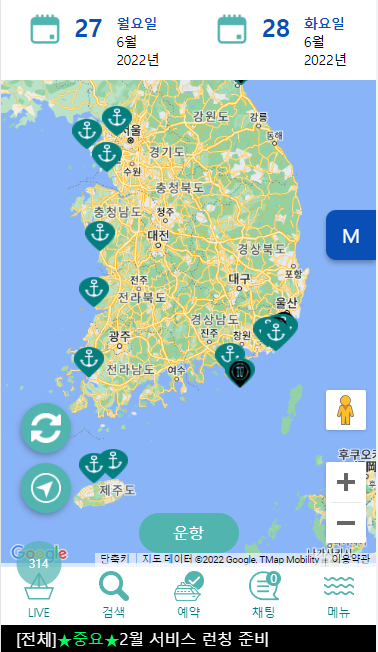 27 월요일
6월
2022년
28 화요일
6월
2022년
강원도
강릉
동해
서울
경기도
수원
충청북도
충청남도
청주
대전
경상북도
포항
전주
대구
전라북도
울산
경상남도
창원
광주
전라남도
여수
M
제주도
후쿠오카
운항
Google
단축키
지도 데이터 ©2022 Google, TMap Mobility
이용약관
314
0
LIVE
검색
예약
채팅
메뉴
[전체]★중요★2월 서비스 런칭 준비